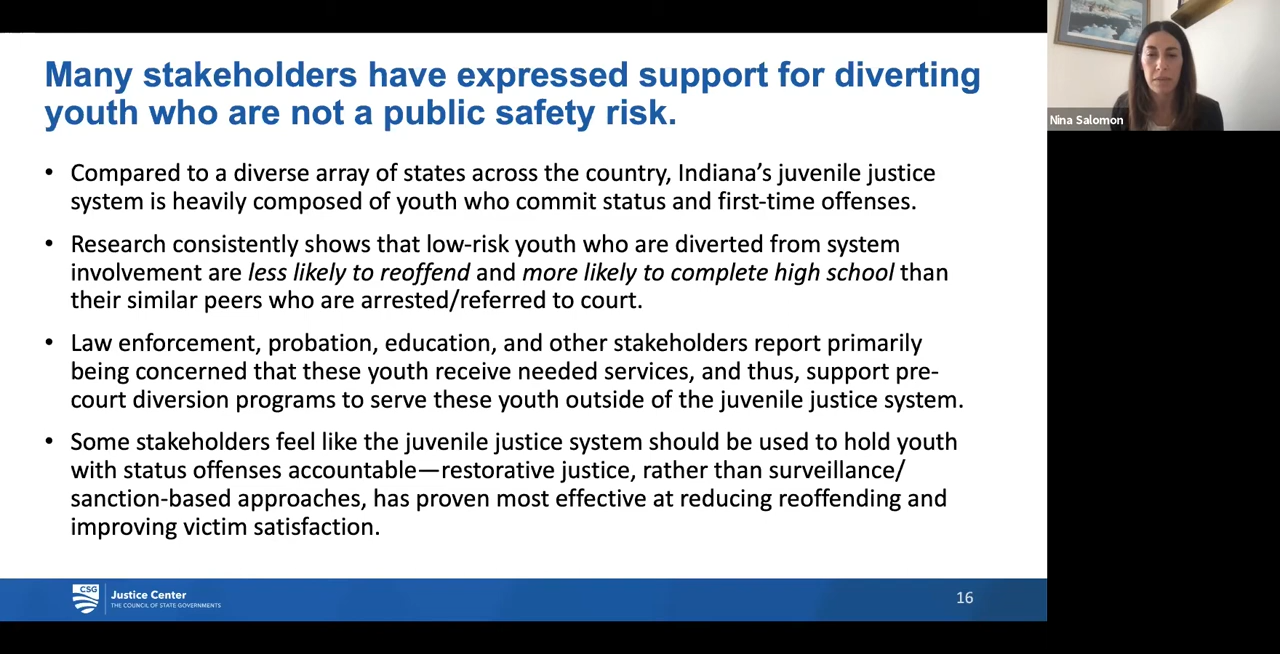 Many stakeholders have expressed support for diverting
youth who are not a public safety risk.
• Compared to a diverse array of states across the country, Indiana’s juvenile justice
system is heavily composed of youth who commit status and first-time offenses.
• Research consistently shows that low-risk youth who are diverted from system
involvement are less likely to reoffend and more likely to complete high school than
their similar peers who are arrested/referred to court.
• Law enforcement, probation, education, and other stakeholders report primarily
being concerned that these youth receive needed services, and thus, support pre-
court diversion programs to serve these youth outside of the juvenile justice system.
• Some stakeholders feel like the juvenile justice system should be used to hold youth
with status offenses accountable—restorative justice, rather than surveillance/
sanction-based approaches, has proven most effective at reducing reoffending and
improving victim satisfaction.
CSG
Justice Center
THE COUNCIL OF STATE GOVERNMENTS
16
Nina Salomon